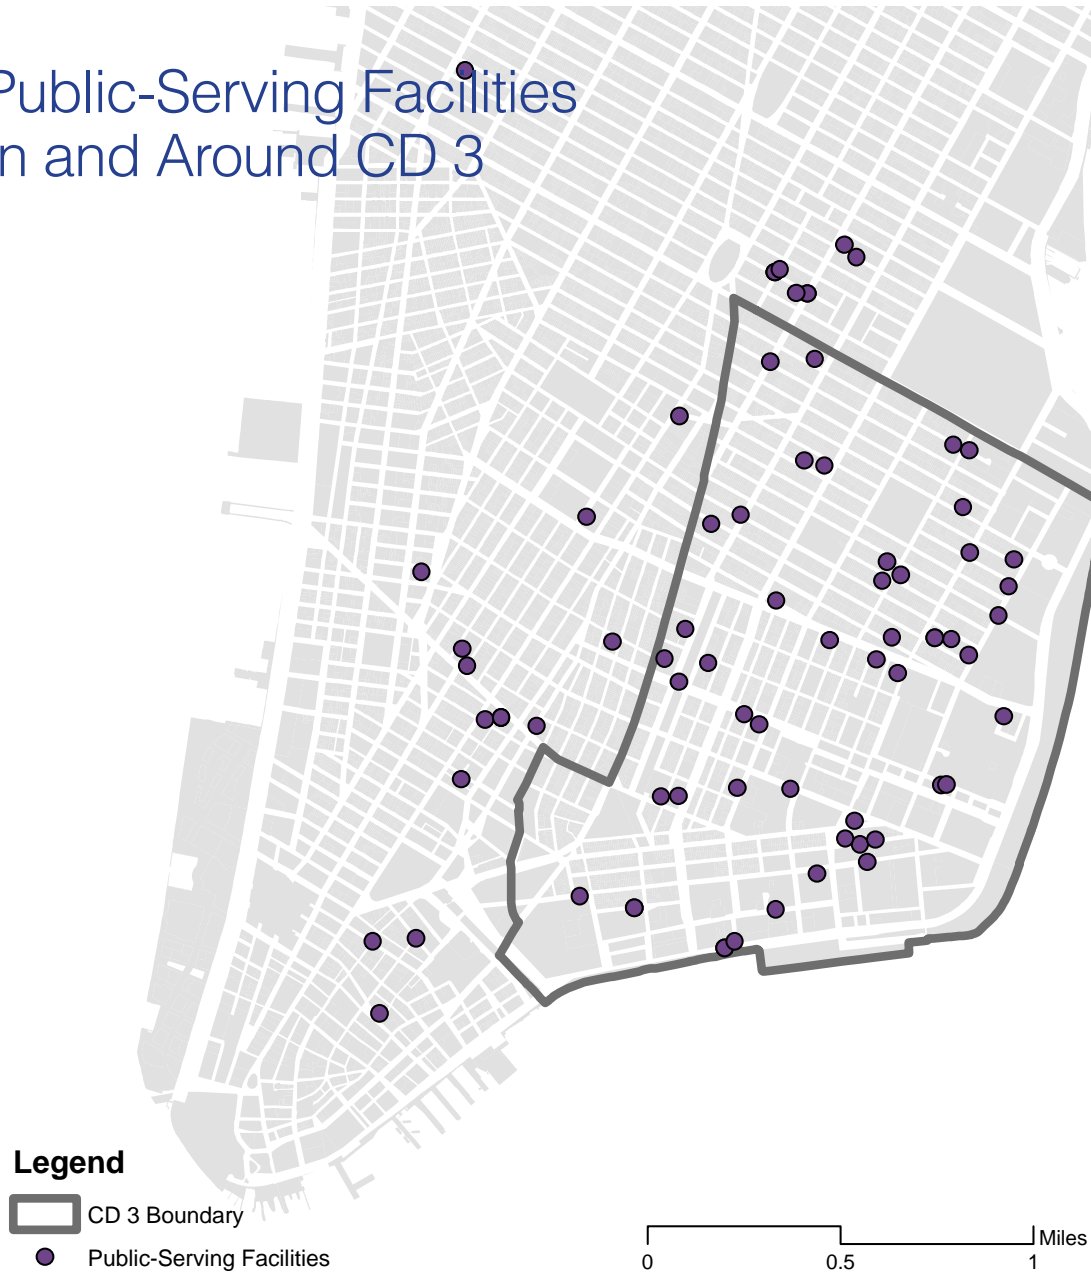 Public-Serving Facilities
n and Around CD 3
Legend
CD 3 Boundary
Public-Serving Facilities
Miles
0 0.5 1